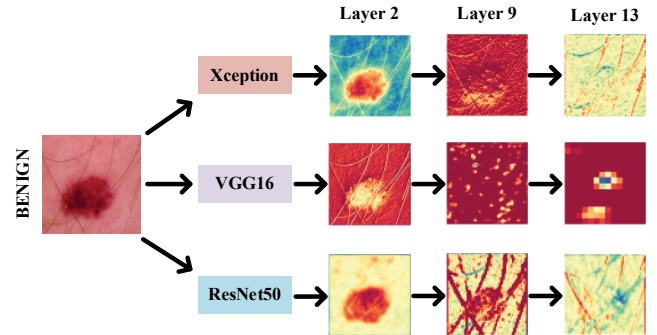 Layer 2 Layer 9 Layer 13
Xception
BENIGN
VGG16
ResNet50